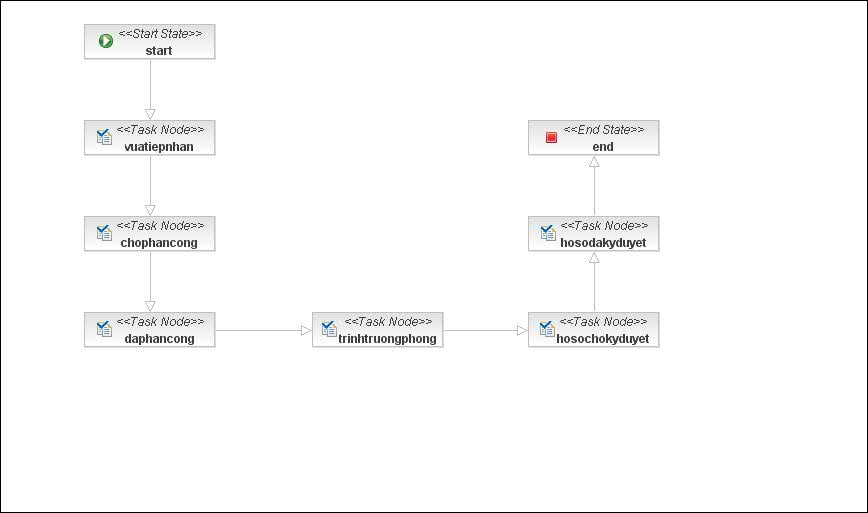 <<Start State>>
start
<<Task Node>>
vuatiepnhan
<<Task Node>>
chophancong
<<Task Node>>
daphancong
<<Task Node>>
trinhtruongphong
<<Task Node>>
hosochokyduyet
<<Task Node>>
hosodakyduyet
<<End State>>
end